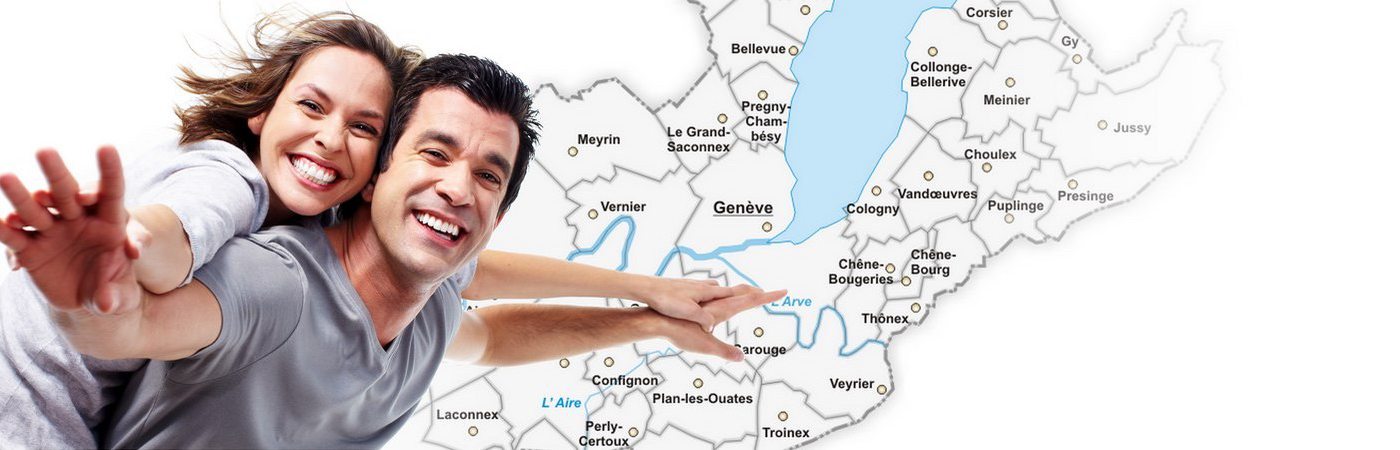 Corsier
Gy
Bellevue
Collonge-
Bellerive
Meinier
Pregny-
Cham-
bésy
Jussy
Le Grand-
Saconnex
Meyrin
Choulex
Vandœuvres
Presinge
Puplinge
Cologny
Vernier
Genève
Chêne-
Bourg
Chêne-
Bougeries
L'Arve
Thônex
Carouge
Confignon
Veyrier
Plan-les-Ouates
L'Aire
Laconnex
Perly-
Certoux
Troinex